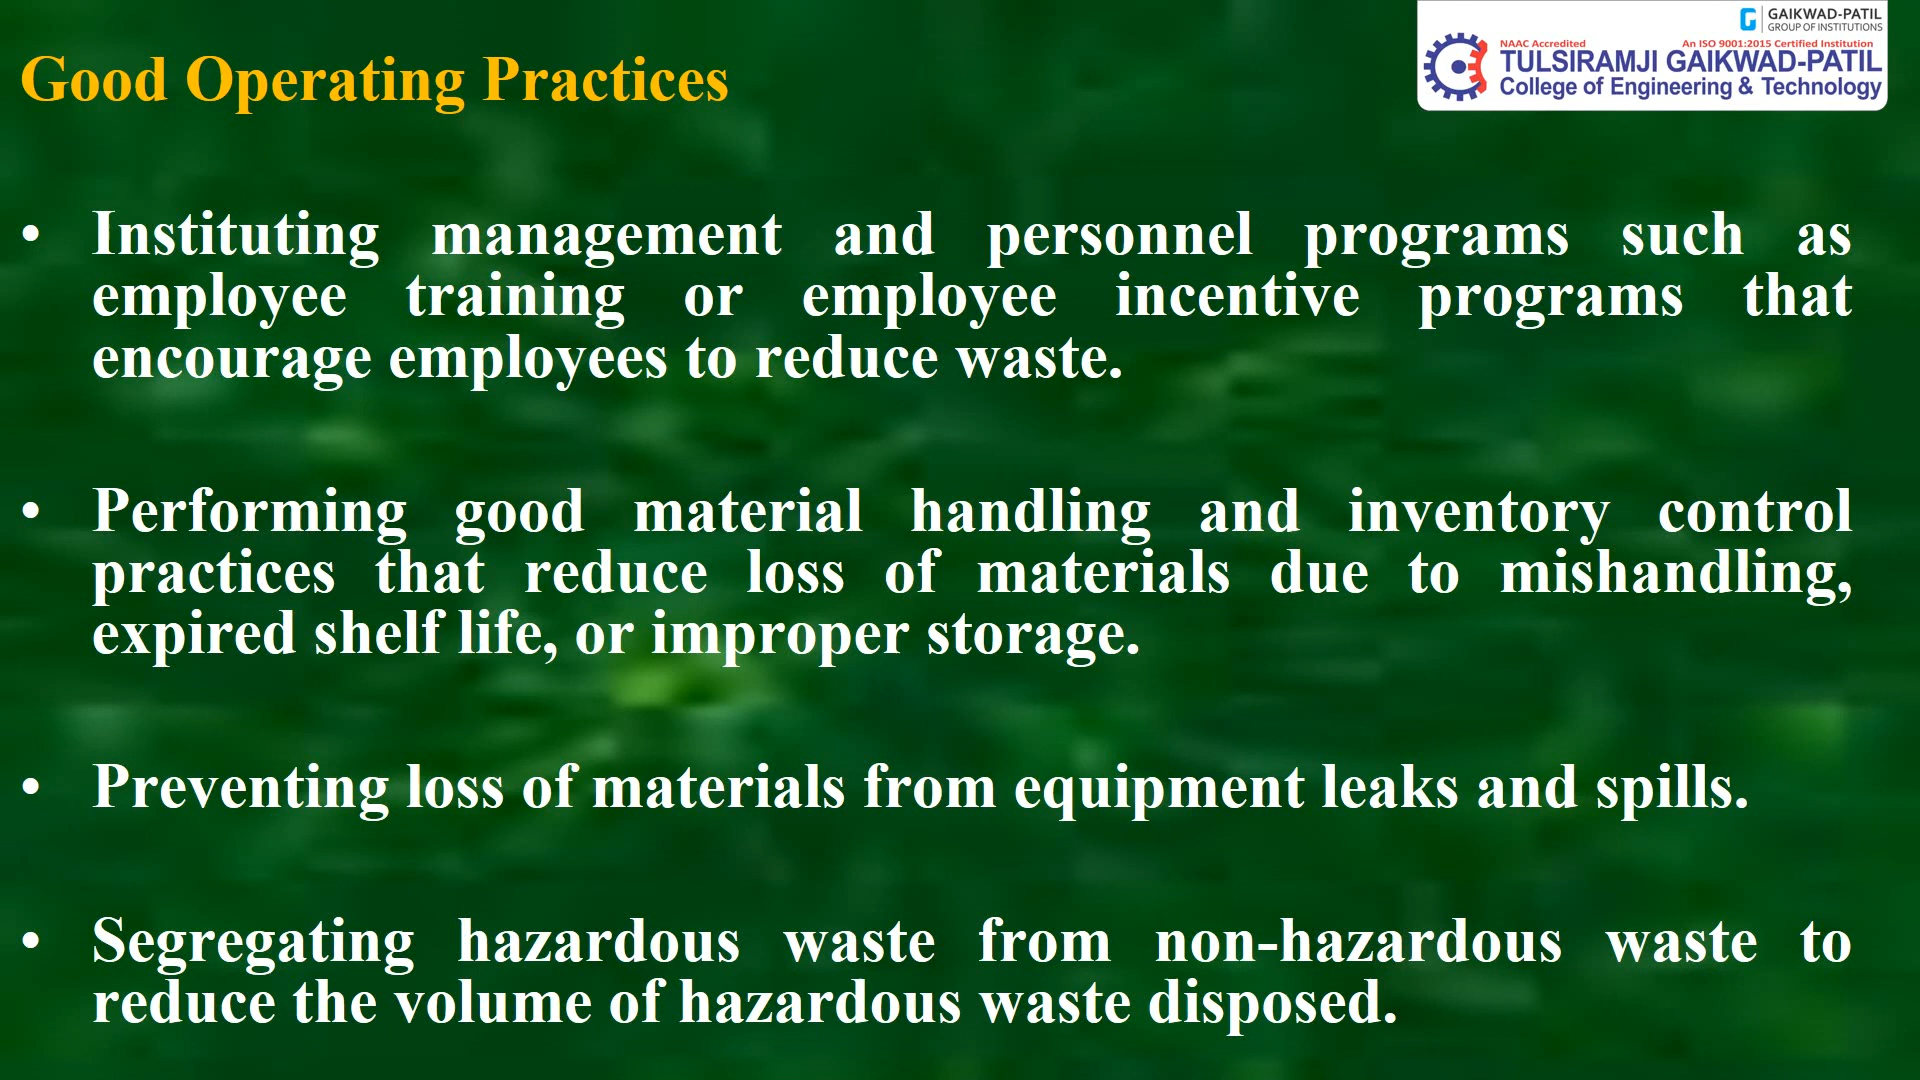 GAIKWAD-PATIL
GROUP OF INSTITUTIONS
NAAC Accredited An ISO 9001:2015 Certified Institution
TULSIRAMJI GAIKWAD-PATIL
College of Engineering & Technology
Good Operating Practices
• Instituting management and personnel programs such as
employee training or employee incentive programs that
encourage employees to reduce waste.
• Performing good material handling and inventory control
practices that reduce loss of materials due to mishandling,
expired shelf life, or improper storage.
• Preventing loss of materials from equipment leaks and spills.
• Segregating hazardous waste from non-hazardous waste to
reduce the volume of hazardous waste disposed.